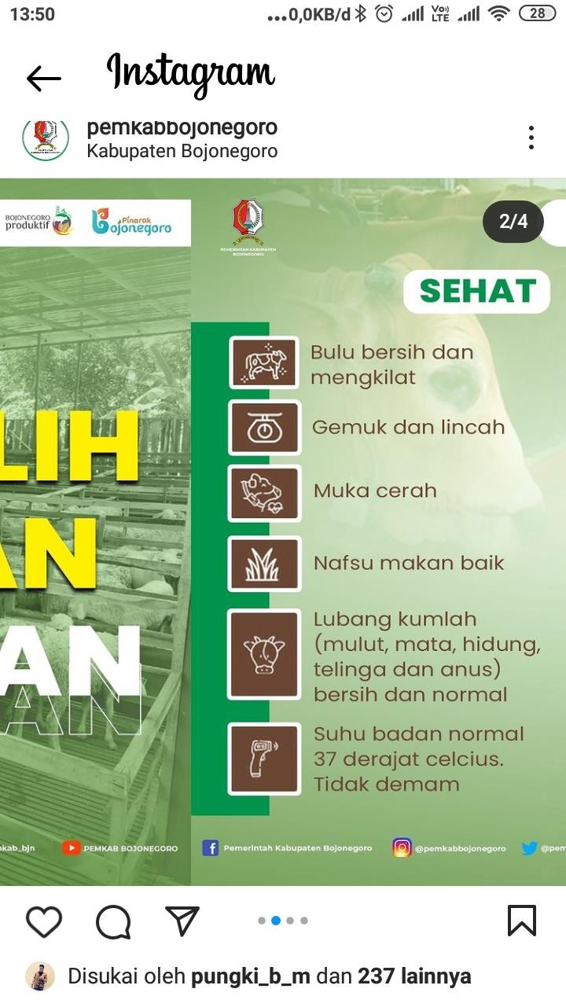 13:50
...0,0KB/d
Vo))
LTE
28
Instagram
pemkabbojonegoro
Kabupaten Bojonegoro
BOJONEGORO
produktif
Pinarak
Bojonegoro
PEMERINTAH KABUPATEN
BOJONEGORO
2/4
SEHAT
Bulu bersih dan
mengkilat
Gemuk dan lincah
Muka cerah
Nafsu makan baik
Lubang kumlah
(mulut, mata, hidung,
telinga dan anus)
bersih dan normal
Suhu badan normal
37 derajat celcius.
Tidak demam
LIH
AN
AN
kab_bjn
PEMKAB BOJONEGORO
Pemerintah Kabupaten Bojonegoro
@pemkabbojonegoro
@pem
Disukai oleh pungki_b_m dan 237 lainnya